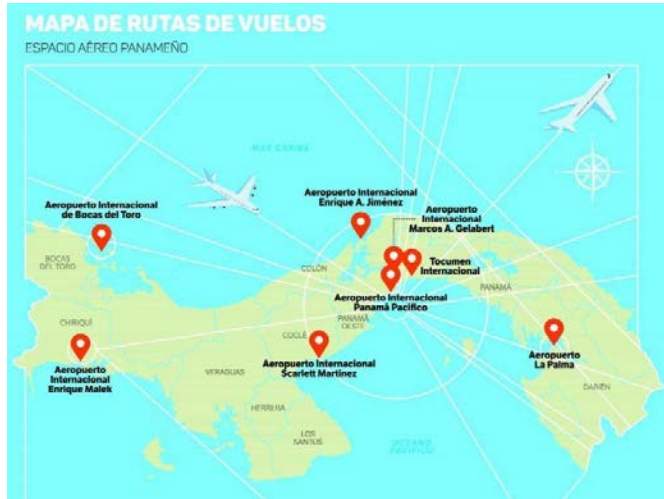 MAPA DE RUTAS DE VUELOS
ESPACIO AÉREO PANAMEÑO
MAR CARIBE
Aeropuerto Internacional
de Bocas del Toro
Aeropuerto Internacional
Enrique A. Jiménez
Aeropuerto
Internacional
Marcos A. Gelabert
Tocumen
Internacional
BOCAS
DEL TORO
COLÓN
PANAMÁ
Aeropuerto Internacional
Panamá Pacífico
CHIRIQUÍ
PANAMÁ
OESTE
COCLÉ
Aeropuerto
Internacional
Enrique Malek
Aeropuerto Internacional
Scarlett Martínez
Aeropuerto
La Palma
VERAGUAS
DARIÉN
HERRERA
LOS
SANTOS
OCEANO
PACÍFICO